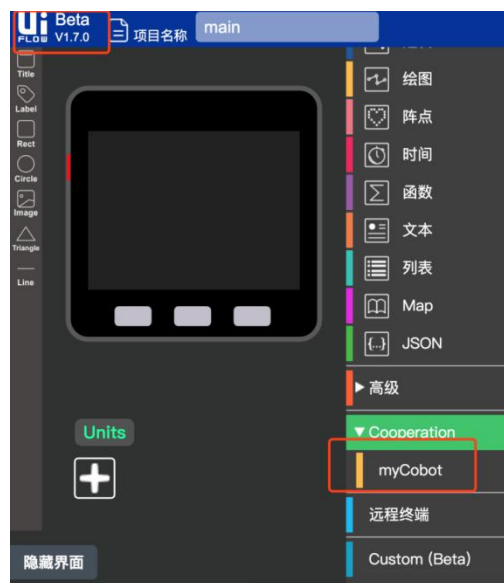 Ui
FLOW
Beta
V1.7.0
项目名称
main
Title
Label
Rect
Circle
Image
Triangle
Line
Units
隐藏界面
绘图
阵点
时间
函数
文本
列表
Map
{...} JSON
高级
Cooperation
myCobot
远程终端
Custom (Beta)